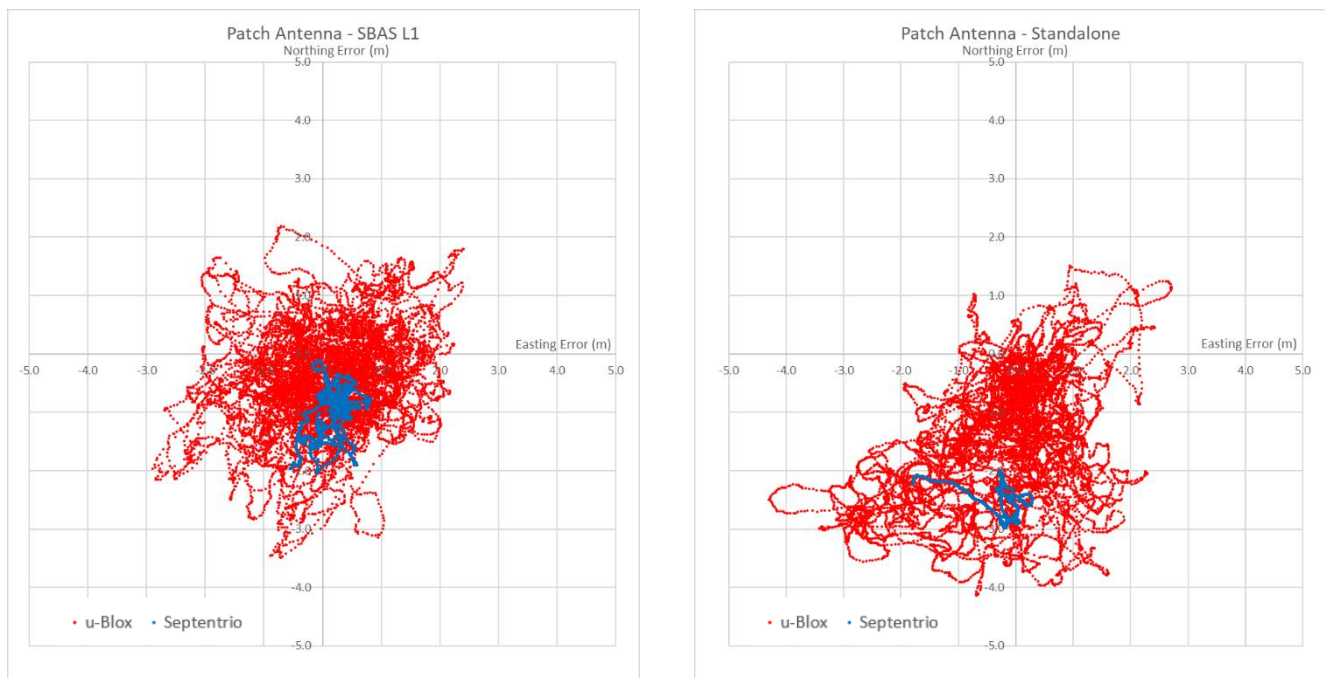 Patch Antenna - SBAS L1
Northing Error (m)
5.0
4.0
3.0
2.0
Easting Error (m)
-5.0 -4.0 -3.0 3.0 4.0 5.0
-3.0
-4.0
-5.0
u-Blox Septentrio
Patch Antenna - Standalone
Northing Error (m)
5.0
4.0
3.0
2.0
1.0
Easting Error (m)
-5.0 -4.0 -3.0 -2.0 -1.0 1.0 2.0 3.0 4.0 5.0
-4.0
-5.0
u-Blox Septentrio